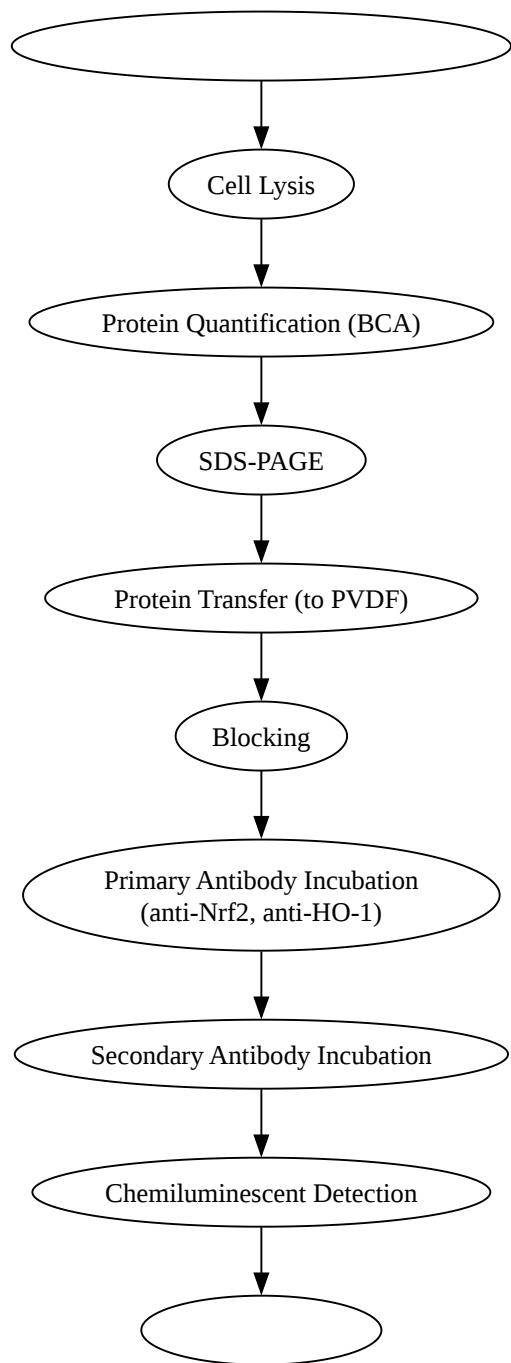 Cell Lysis
Protein Quantification (BCA)
SDS-PAGE
Protein Transfer (to PVDF)
Blocking
Primary Antibody Incubation
(anti-Nrf2, anti-HO-1)
Secondary Antibody Incubation
Chemiluminescent Detection